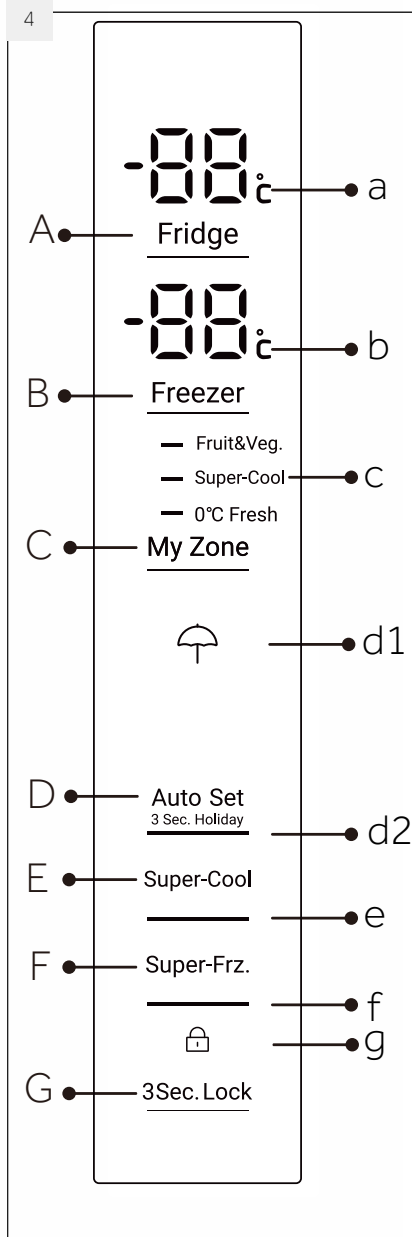 4
-88°c
a
A
Fridge
-88°c
b
B
Freezer
Fruit&Veg.
Super-Cool
c
0°C Fresh
C
My Zone
d1
D
Auto Set
3 Sec. Holiday
d2
E
Super-Cool
e
F
Super-Frz.
f
g
G
3Sec.Lock